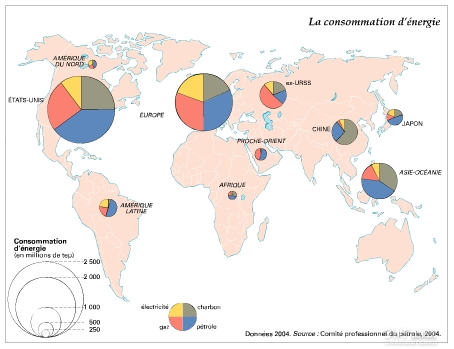 La consommation d'énergie
AMÉRIQUE
DU NORD
ÉTATS-UNIS
EUROPE
ex-URSS
CHINE
JAPON
PROCHE-ORIENT
ASIE-OCÉANIE
AFRIQUE
AMÉRIQUE
LATINE
Consommation
d'énergie
(en millions de tep)
2 500
2 000
1 000
500
250
électricité
charbon
gaz
pétrole
Données 2004. Source : Comité professionnel du pétrole, 2004.